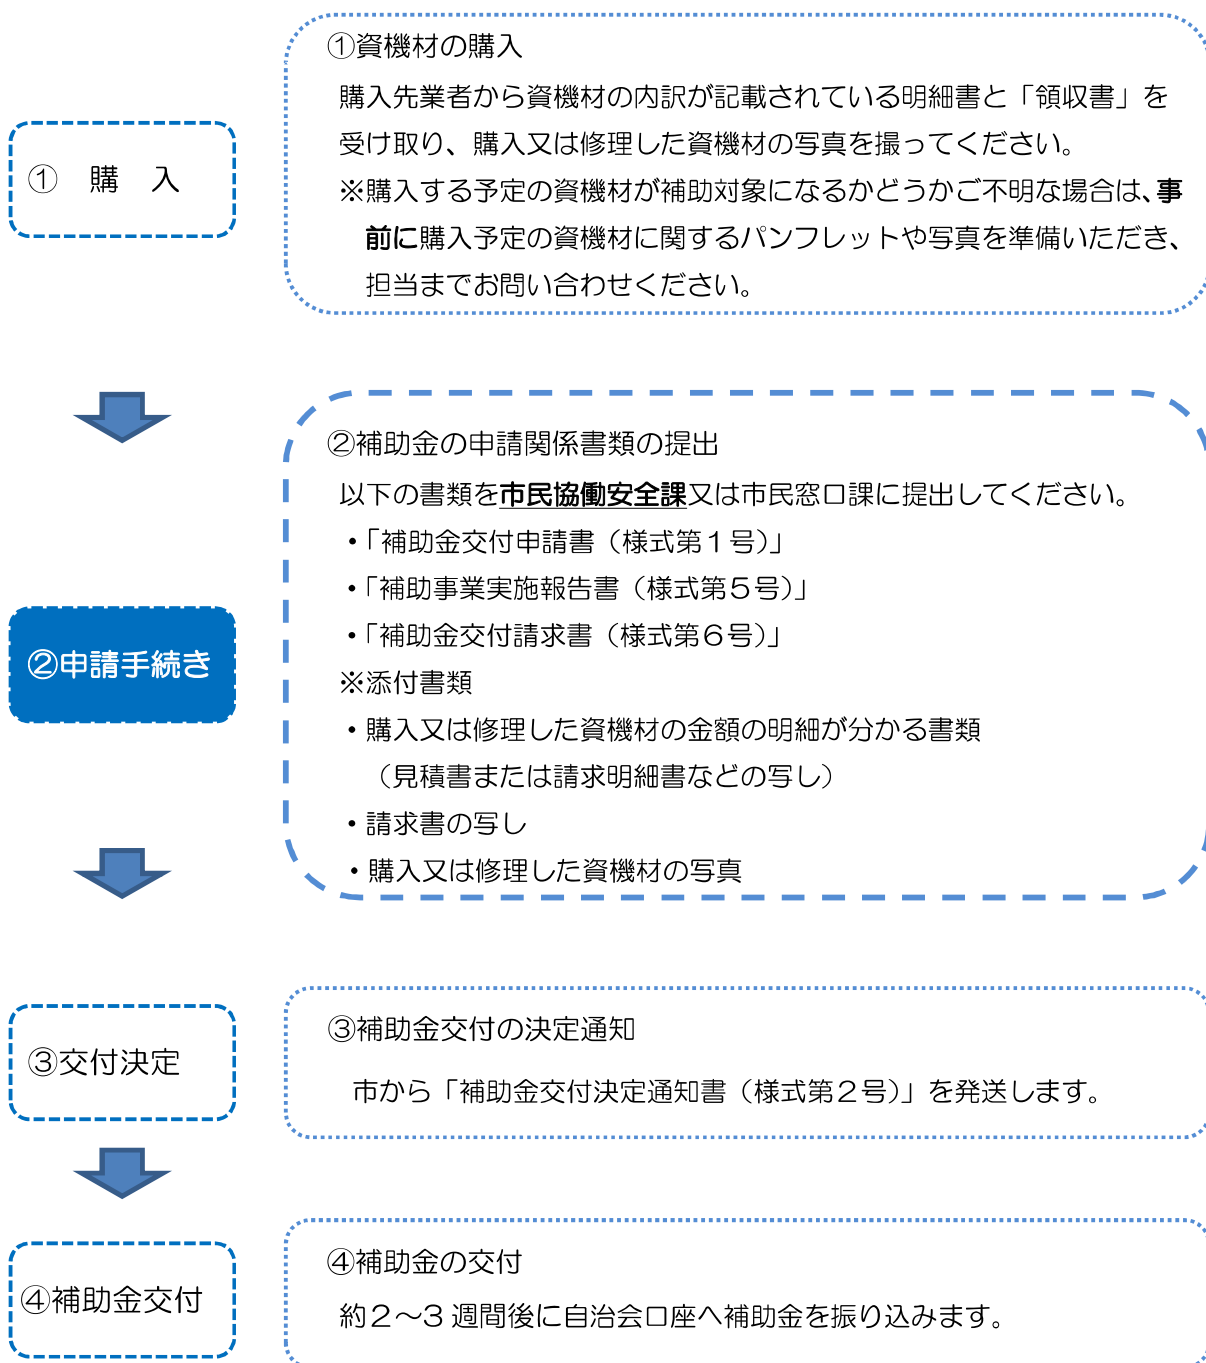 ① 購 入
①資機材の購入
購入先業者から資機材の内訳が記載されている明細書と「領収書」を
受け取り、購入又は修理した資機材の写真を撮ってください。
※購入する予定の資機材が補助対象になるかどうかご不明な場合は、事
前に購入予定の資機材に関するパンフレットや写真を準備いただき、
担当までお問い合わせください。
②申請手続き
②補助金の申請関係書類の提出
以下の書類を市民協働安全課又は市民窓口課に提出してください。
・「補助金交付申請書（様式第１号）」
・「補助事業実施報告書（様式第５号）」
・「補助金交付請求書（様式第６号）」
※添付書類
・購入又は修理した資機材の金額の明細が分かる書類
（見積書または請求明細書などの写し）
・請求書の写し
・購入又は修理した資機材の写真
③交付決定
③補助金交付の決定通知
市から「補助金交付決定通知書（様式第２号）」を発送します。
④補助金交付
④補助金の交付
約２～３週間後に自治会口座へ補助金を振り込みます。